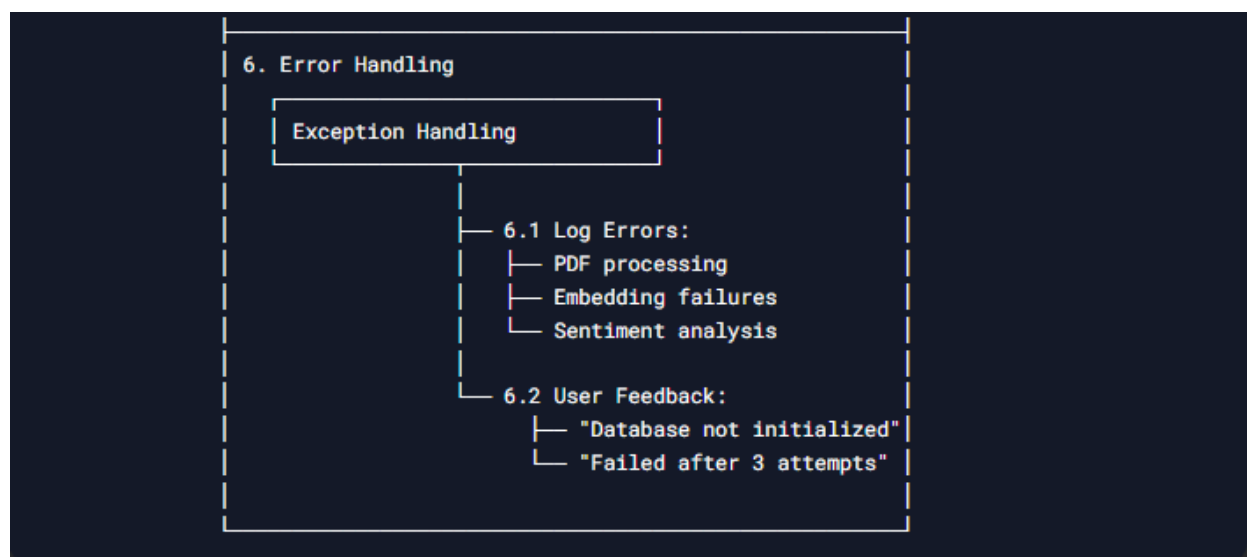 6. Error Handling
Exception Handling
6.1 Log Errors:
PDF processing
Embedding failures
Sentiment analysis
6.2 User Feedback:
"Database not initialized"
"Failed after 3 attempts"